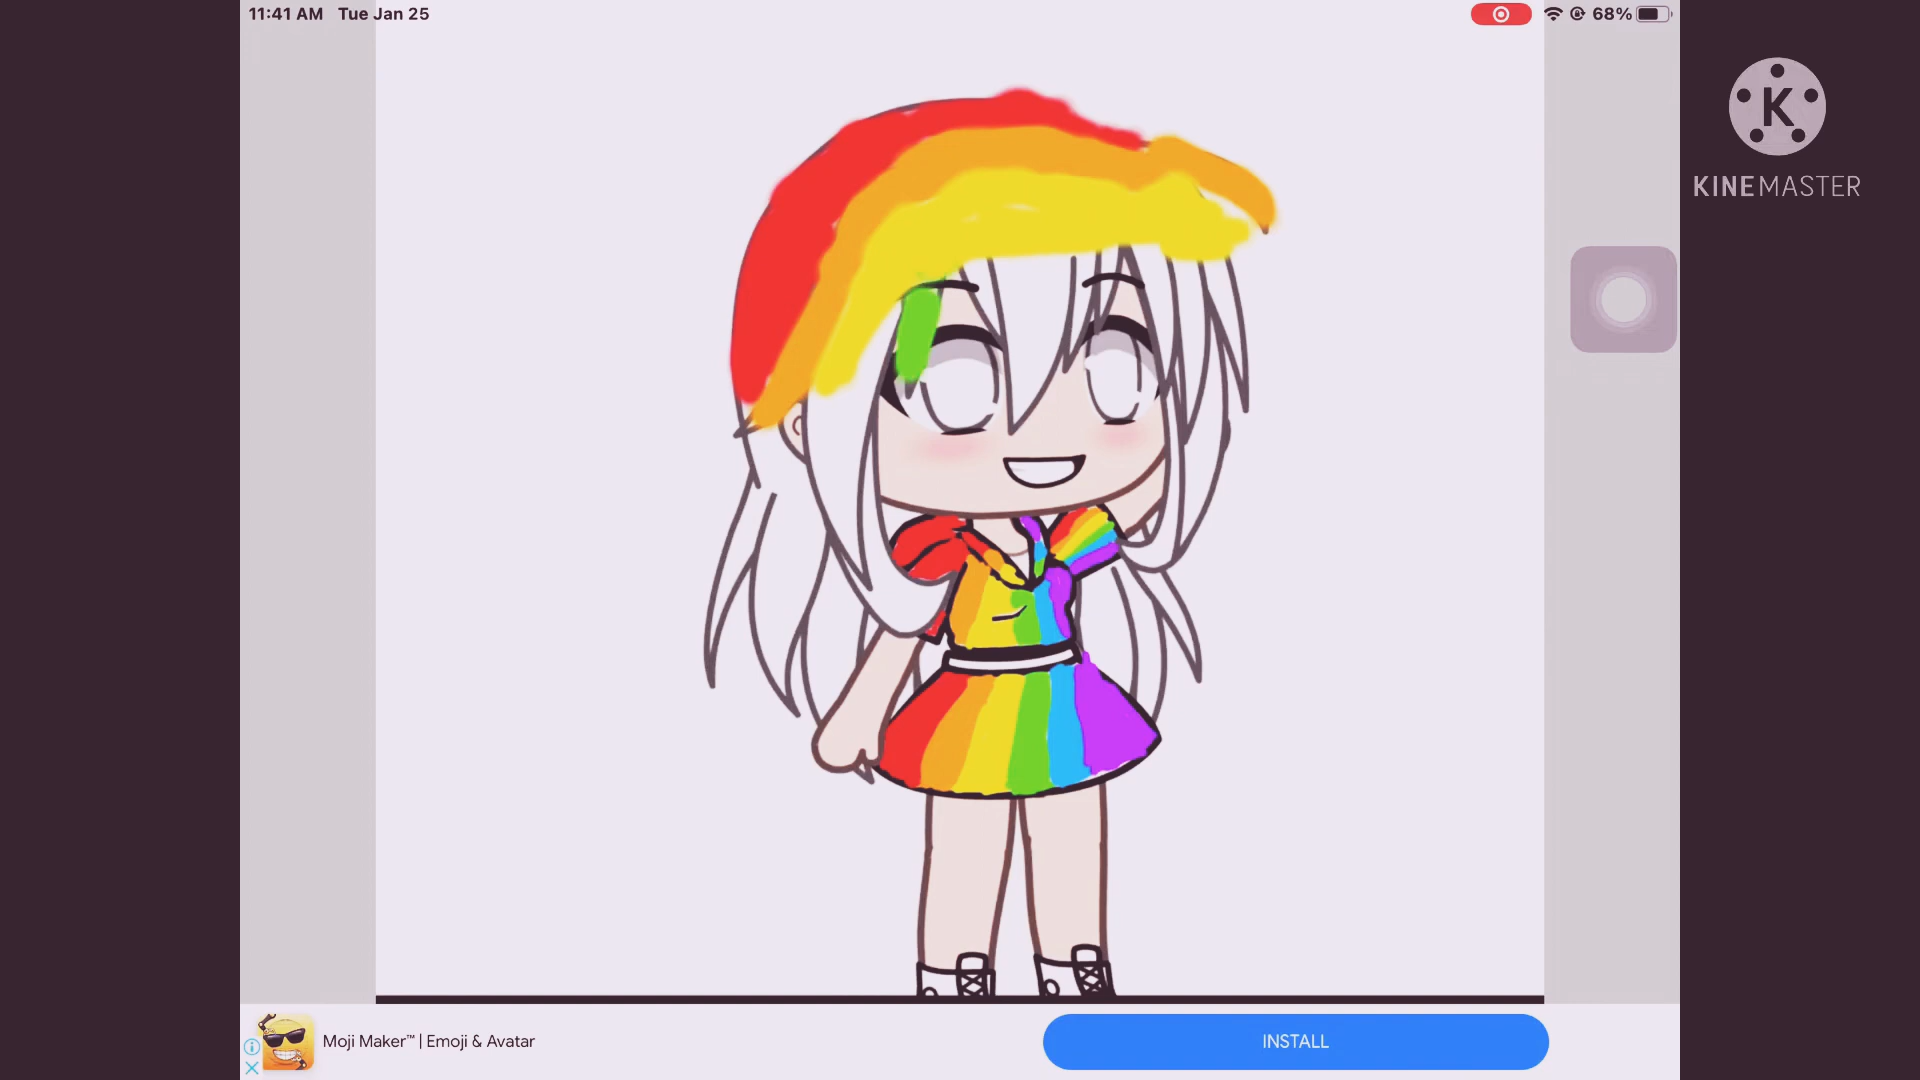 11:41 AM Tue Jan 25
68%
K
KINEMASTER
Moji Maker™ | Emoji & Avatar
INSTALL